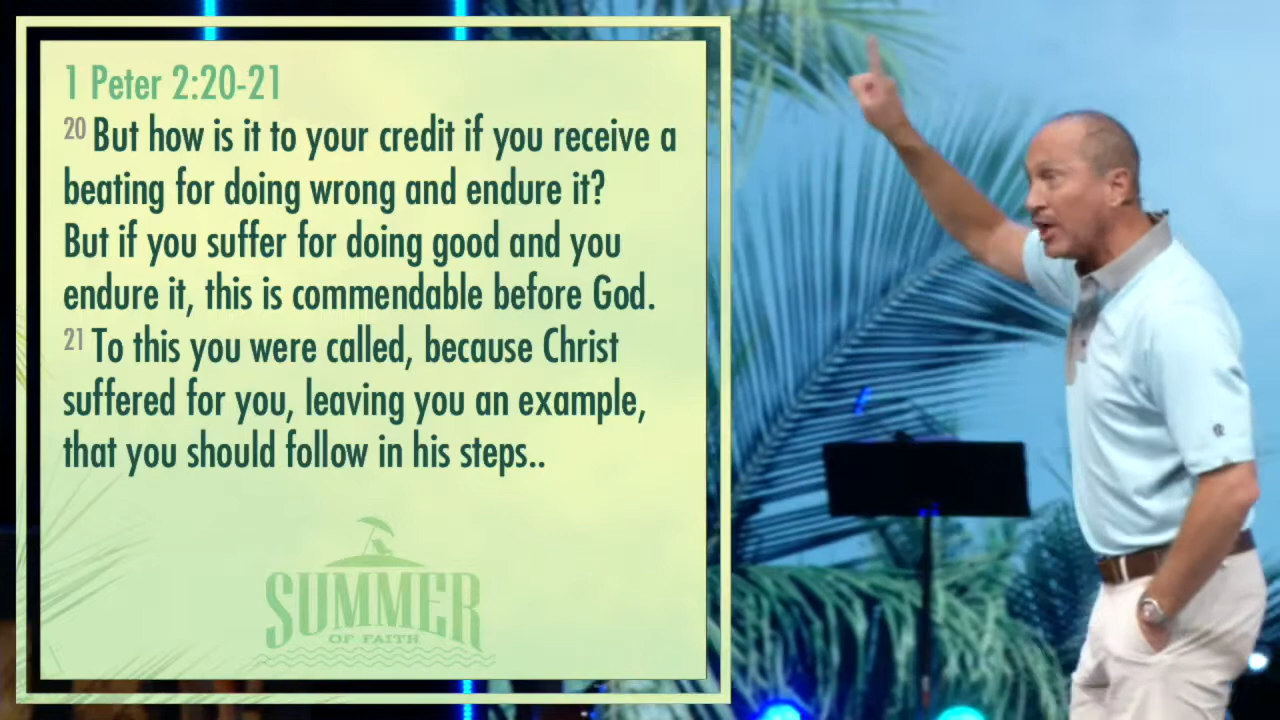 1 Peter 2:20-21
20 But how is it to your credit if you receive a
beating for doing wrong and endure it?
But if you suffer for doing good and you
endure it, this is commendable before God.
21 To this you were called, because Christ
suffered for you, leaving you an example,
that you should follow in his steps..
SUMMER
OF FAITH